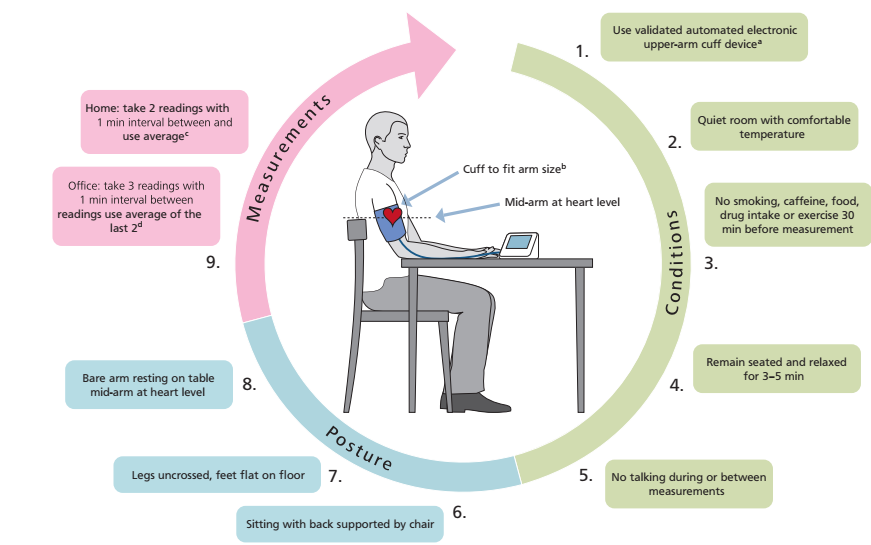 1.
Use validated automated electronic
upper-arm cuff deviceᵃ
2.
Quiet room with comfortable
temperature
3.
No smoking, caffeine, food,
drug intake or exercise 30
min before measurement
4.
Remain seated and relaxed
for 3–5 min
5.
No talking during or between
measurements
Conditions
6.
Sitting with back supported by chair
7.
Legs uncrossed, feet flat on floor
8.
Bare arm resting on table
mid-arm at heart level
Posture
9.
Home: take 2 readings with
1 min interval between and
use averageᶜ
Office: take 3 readings with
1 min interval between
readings use average of the
last 2ᵈ
Measurements
Cuff to fit arm sizeᵇ
Mid-arm at heart level